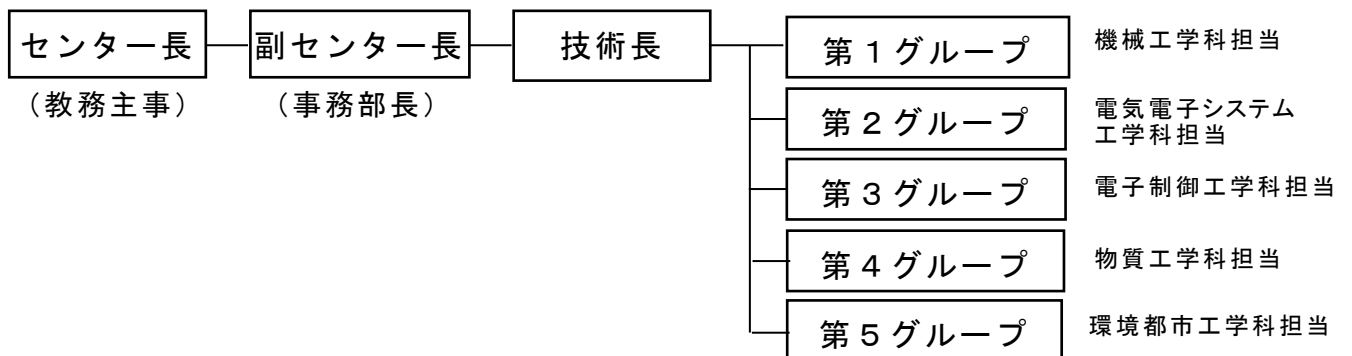 センター長
副センター長
技術長
第１グループ
機械工学科担当
（教務主事）
（事務部長）
第２グループ
電気電子システム
工学科担当
第３グループ
電子制御工学科担当
第４グループ
物質工学科担当
第５グループ
環境都市工学科担当